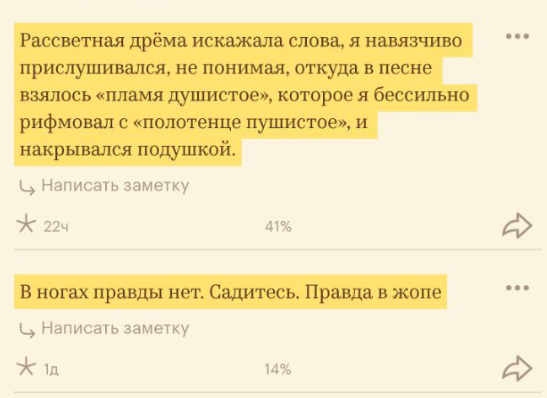 Рассветная дрёма искажала слова, я навязчиво
прислушивался, не понимая, откуда в песне
взялось «пламя душистое», которое я бессильно
рифмовал с «полотенце пушистое», и
накрывался подушкой.
Написать заметку
22ч 41%
В ногах правды нет. Садитесь. Правда в жопе
Написать заметку
1д 14%